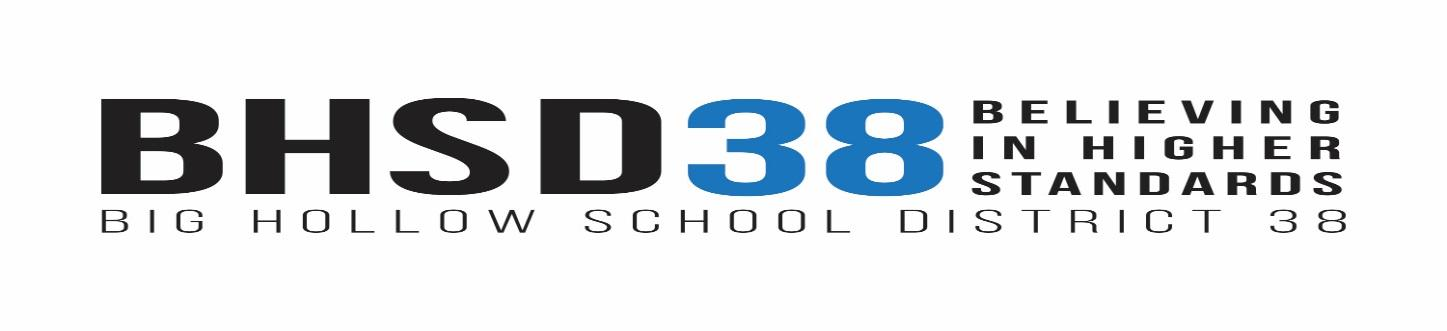 BHSD38
BELIEVING
IN HIGHER
STANDARDS
BIG HOLLOW SCHOOL DISTRICT 38